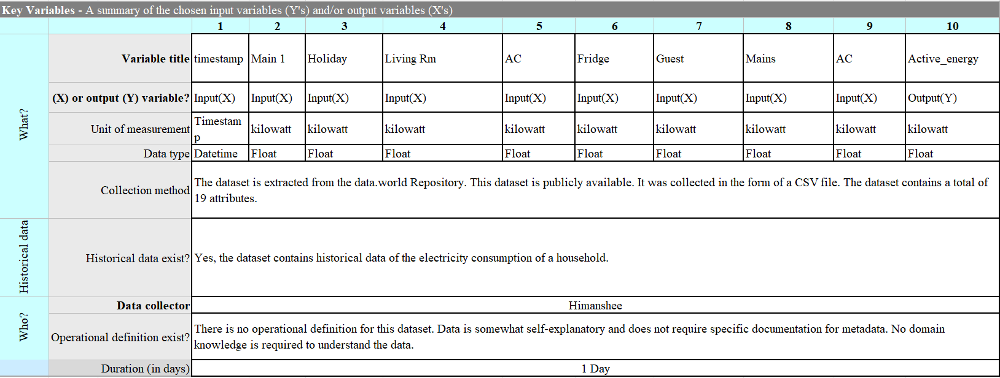 Key Variables - A summary of the chosen input variables (Y's) and/or output variables (X's)
1 2 3 4 5 6 7 8 9 10
What?
Variable title timestamp Main 1 Holiday Living Rm AC Fridge Guest Mains AC Active_energy
(X) or output (Y) variable? Input(X) Input(X) Input(X) Input(X) Input(X) Input(X) Input(X) Input(X) Input(X) Output(Y)
Unit of measurement Timestam
p kilowatt kilowatt kilowatt kilowatt kilowatt kilowatt kilowatt kilowatt kilowatt
Data type Datetime Float Float Float Float Float Float Float Float Float
Collection method
The dataset is extracted from the data.world Repository. This dataset is publicly available. It was collected in the form of a CSV file. The dataset contains a total of
19 attributes.
Historical data
Historical data exist? Yes, the dataset contains historical data of the electricity consumption of a household.
Who?
Data collector Himanshee
Operational definition exist?
There is no operational definition for this dataset. Data is somewhat self-explanatory and does not require specific documentation for metadata. No domain
knowledge is required to understand the data.
Duration (in days) 1 Day